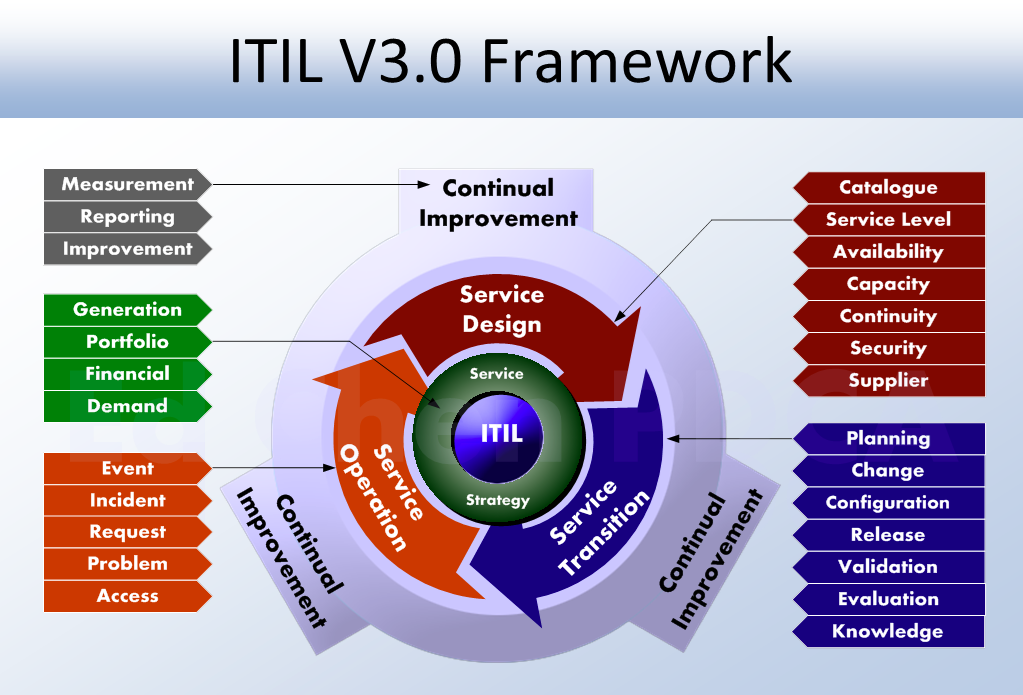 ITIL V3.0 Framework
Measurement
Reporting
Improvement
Generation
Portfolio
Financial
Demand
Event
Incident
Request
Problem
Access
Continual
Improvement
Service
Design
Service
ITIL
Strategy
Service
Operation
Service
Transition
Continual
Improvement
Continual
Improvement
Catalogue
Service Level
Availability
Capacity
Continuity
Security
Supplier
Planning
Change
Configuration
Release
Validation
Evaluation
Knowledge